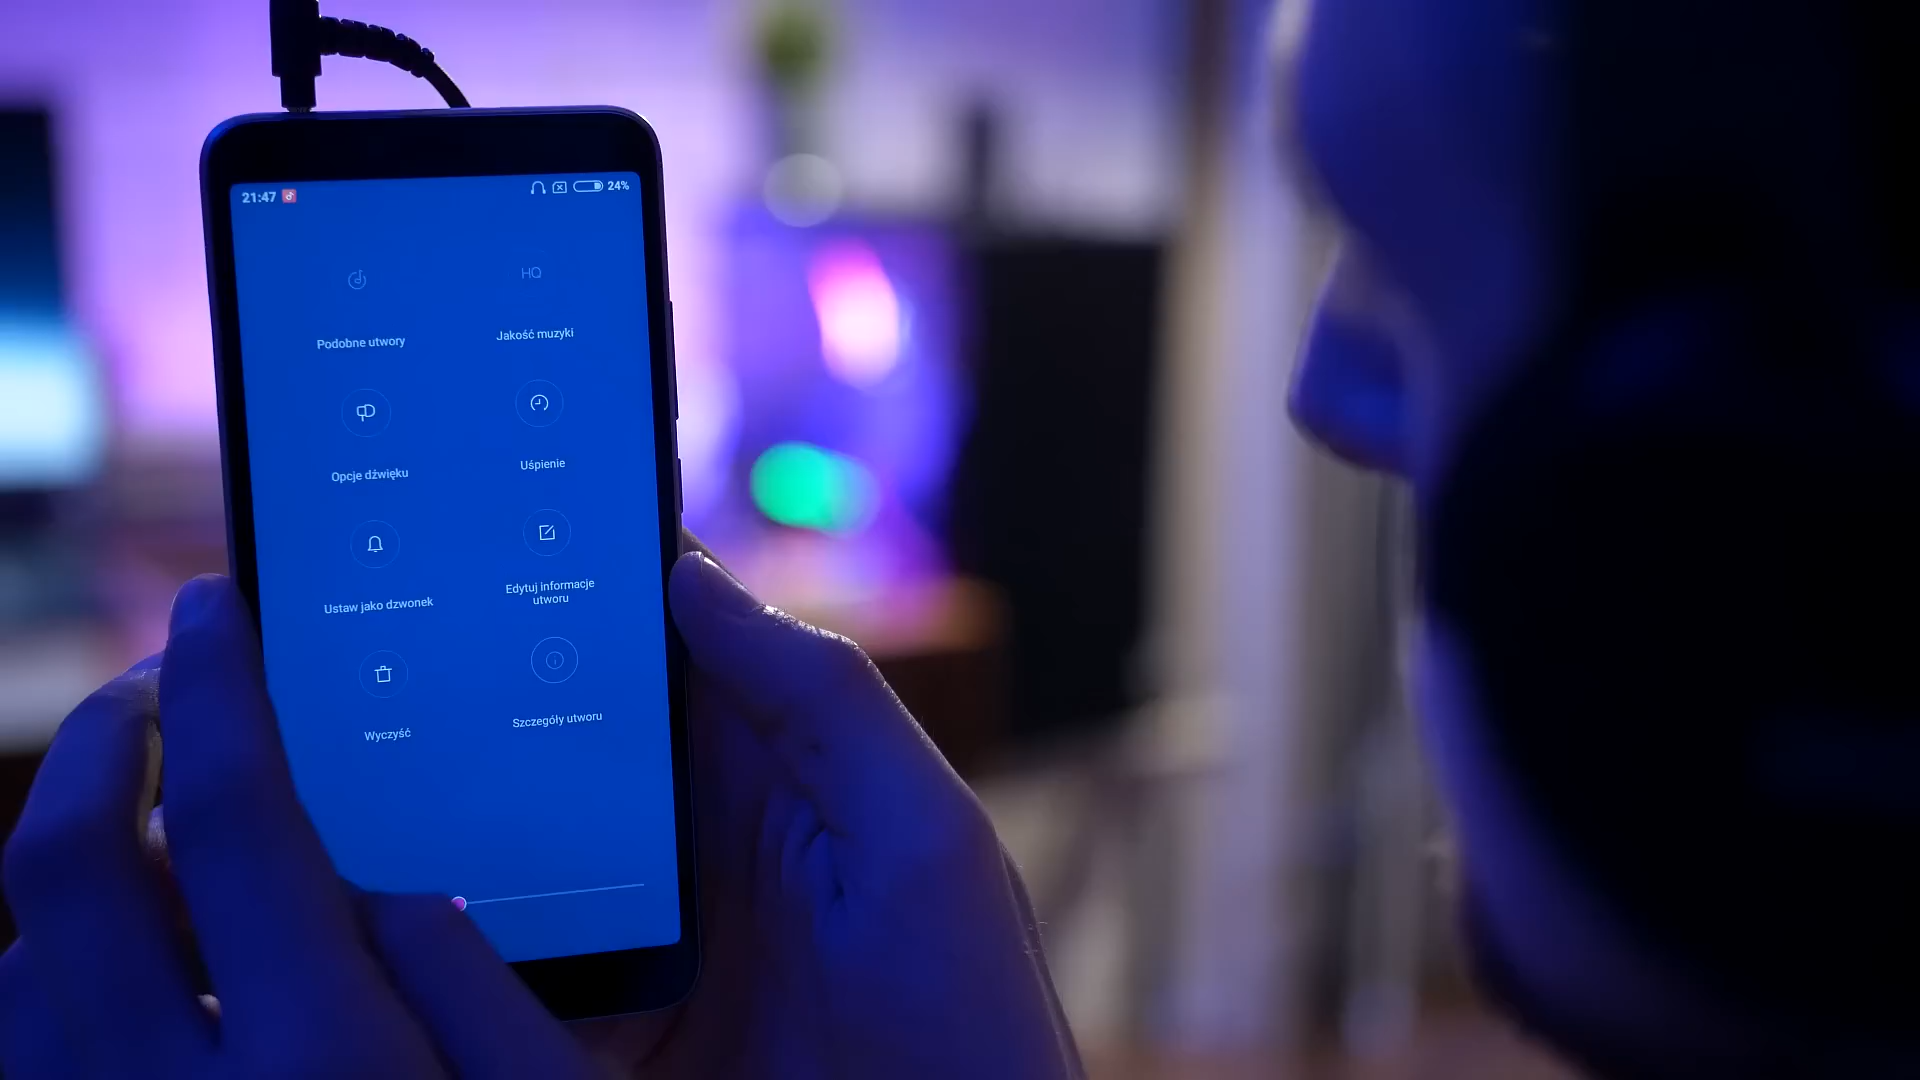 21:47 24%
HQ
Podobne utwory Jakość muzyki
Opcje dźwięku Uśpienie
Ustaw jako dzwonek Edytuj informacje
utworu
Wyczyść Szczegóły utworu